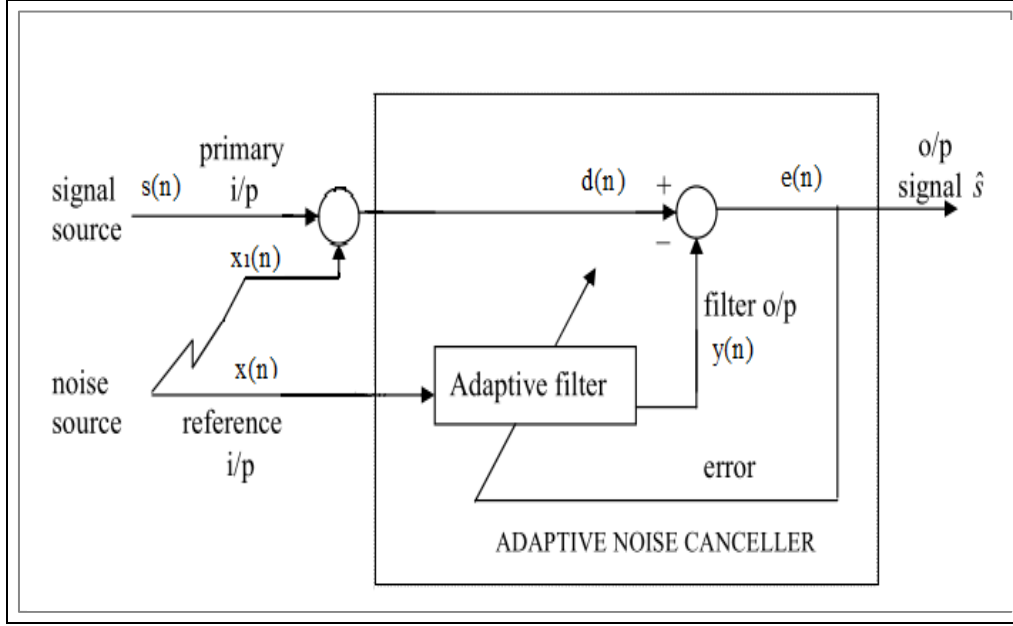 primary
i/p
signal
source
s(n)
x₁(n)
noise
source
x(n)
reference
i/p
d(n)
+
−
e(n)
o/p
signal ŝ
filter o/p
y(n)
Adaptive filter
error
ADAPTIVE NOISE CANCELLER